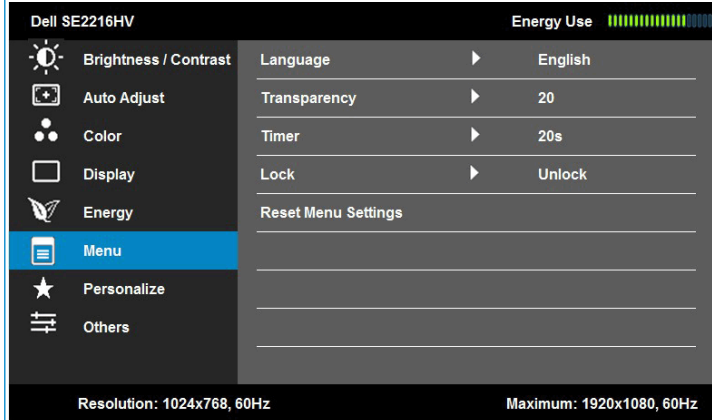 Dell SE2216HV Energy Use
Brightness / Contrast Language English
Auto Adjust Transparency 20
Color Timer 20s
Display Lock Unlock
Energy Reset Menu Settings
Menu
Personalize
Others
Resolution: 1024x768, 60Hz Maximum: 1920x1080, 60Hz